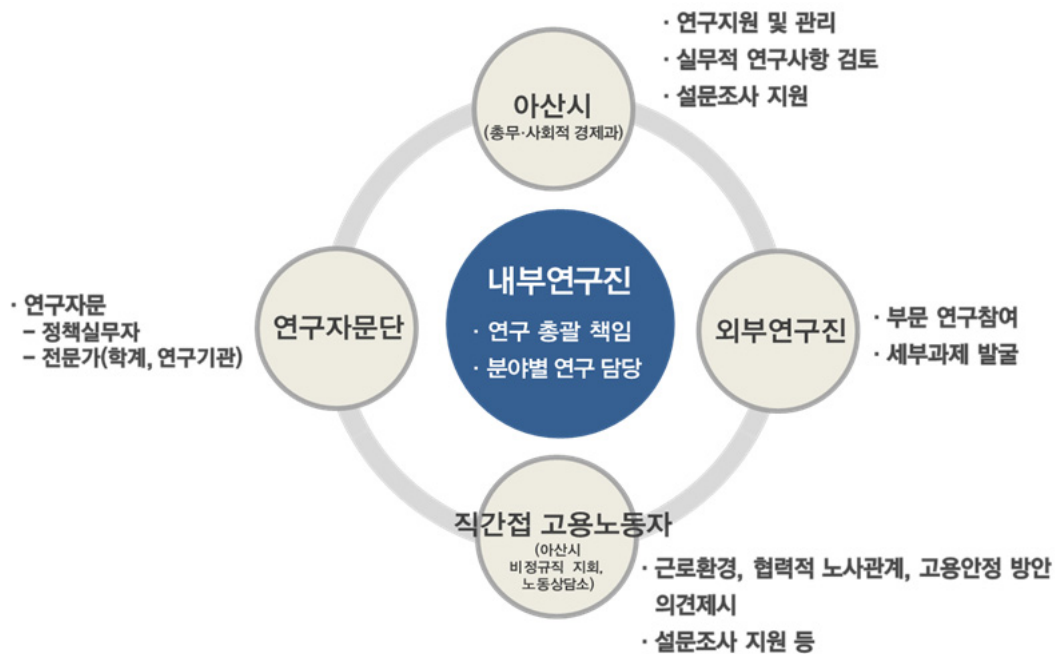 · 연구지원 및 관리
· 실무적 연구사항 검토
· 설문조사 지원
아산시
(총무·사회적 경제과)
내부연구진
· 연구 총괄 책임
· 분야별 연구 담당
· 연구자문
– 정책실무자
– 전문가(학계, 연구기관)
연구자문단
외부연구진
· 부문 연구참여
· 세부과제 발굴
직간접 고용노동자
(아산시
비정규직 지회,
노동상담소)
· 근로환경, 협력적 노사관계, 고용안정 방안
의견제시
· 설문조사 지원 등